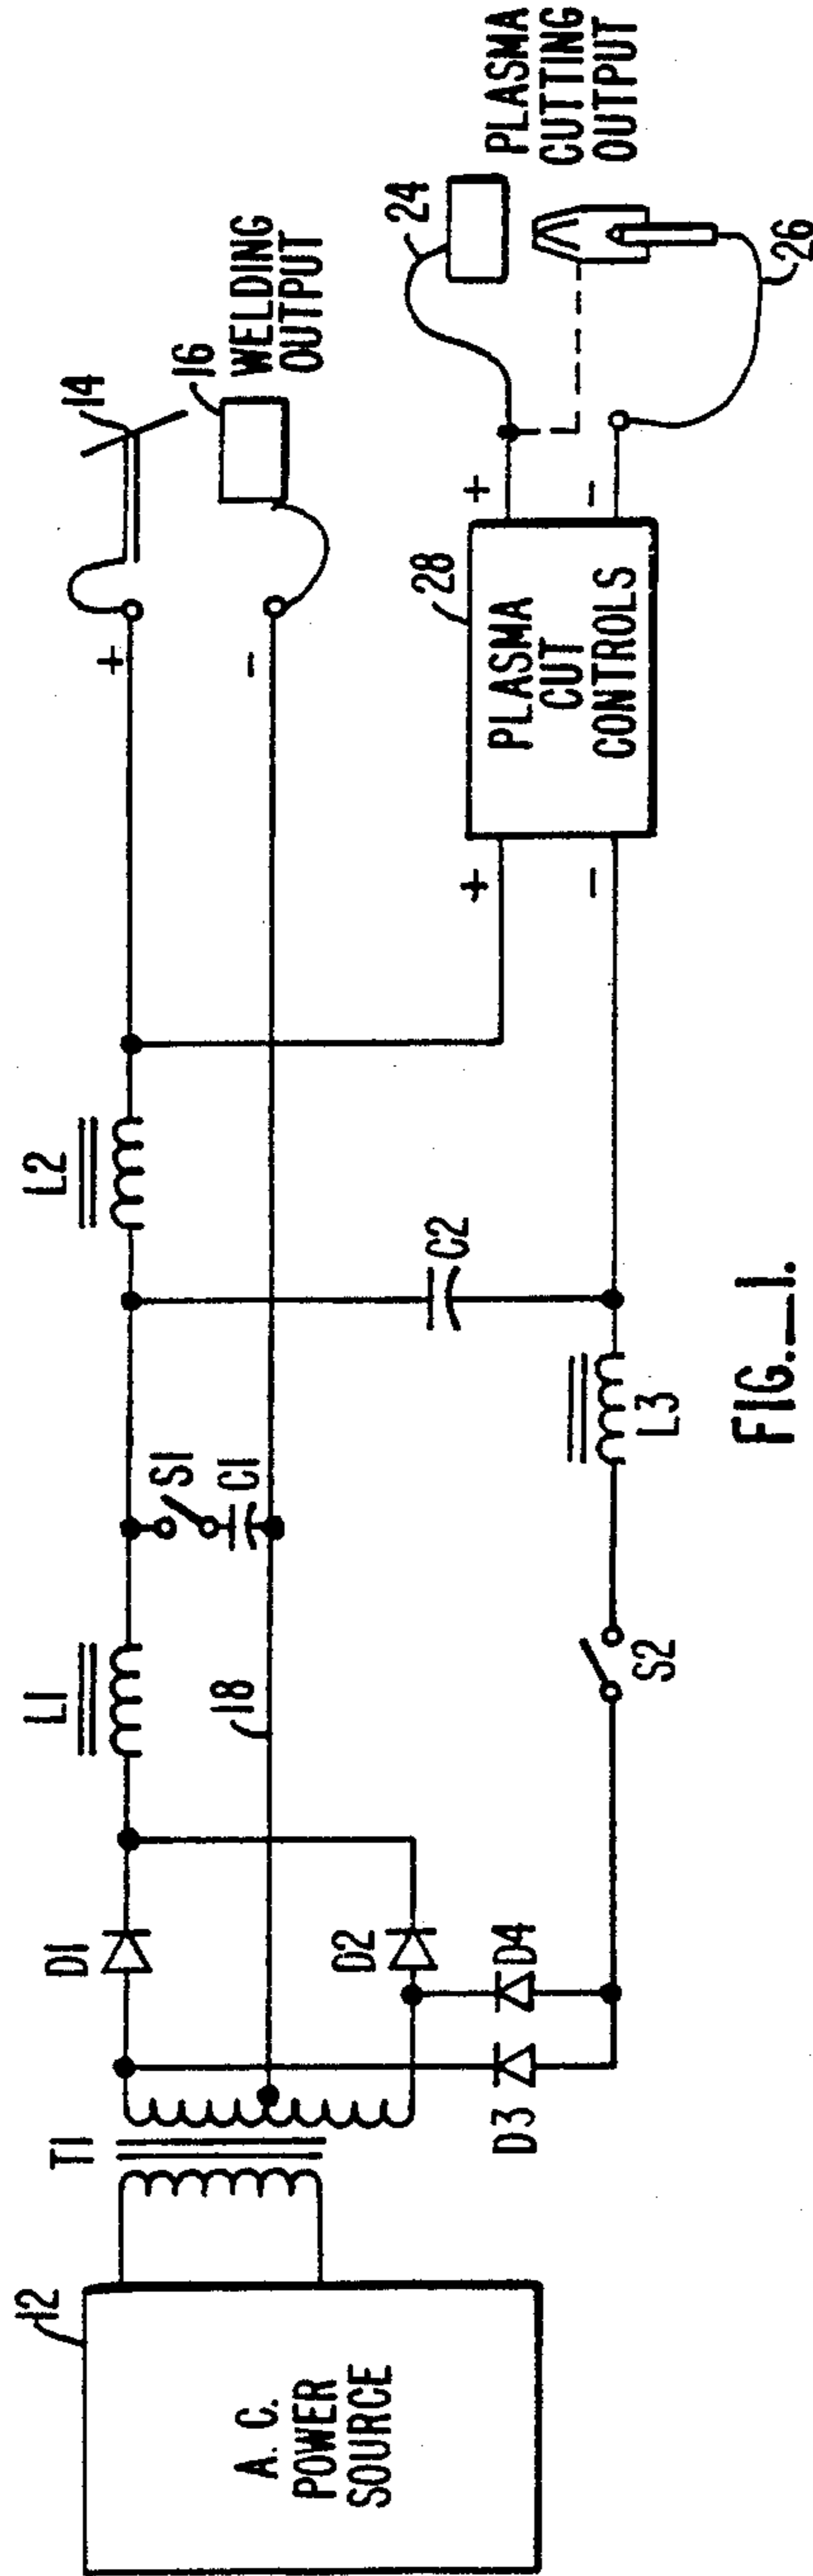 12
A. C.
POWER
SOURCE
T1
D1
D2
D3
D4
L1
18
S1
C1
S2
L3
C2
L2
+
-
14
16
WELDING
OUTPUT
+
-
28
PLASMA
CUT
CONTROLS
+
-
24
26
PLASMA
CUTTING
OUTPUT
FIG._1.